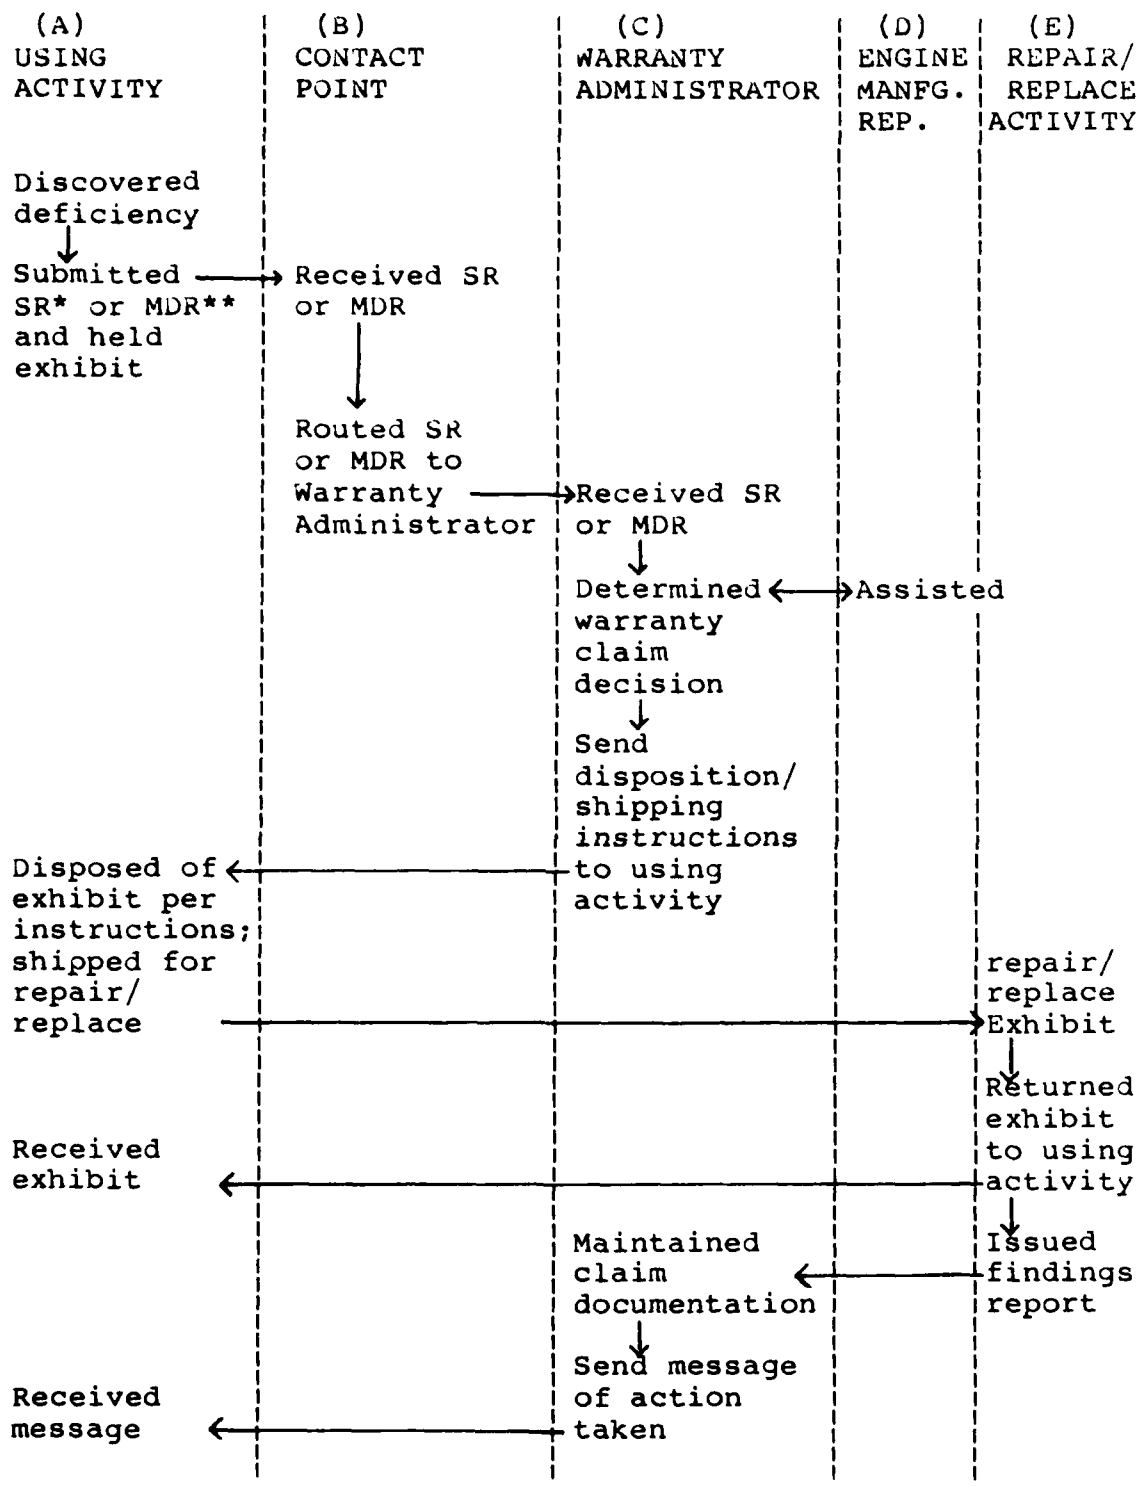 (A)
USING
ACTIVITY
(B)
CONTACT
POINT
(C)
WARRANTY
ADMINISTRATOR
(D)
ENGINE
MANFG.
REP.
(E)
REPAIR/
REPLACE
ACTIVITY
Discovered
deficiency
Submitted
SR* or MDR**
and held
exhibit
Received SR
or MDR
Routed SR
or MDR to
Warranty
Administrator
Received SR
or MDR
Determined
warranty
claim
decision
Assisted
Send
disposition/
shipping
instructions
to using
activity
Disposed of
exhibit per
instructions;
shipped for
repair/
replace
repair/
replace
Exhibit
Returned
exhibit
to using
activity
Received
exhibit
Issued
findings
report
Maintained
claim
documentation
Send message
of action
taken
Received
message